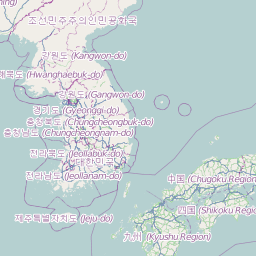 조선민주주의인민공화국
강원도 (Kangwon-do)
해북도 (Hwanghaebuk-do)
강원도 (Gangwon-do)
경기도 (Gyeonggi-do)
충청북도 (Chungcheongbuk-do)
충청남도 (Chungcheongnam-do)
전라북도 (Jeollabuk-do)
대한민국
전라남도 (Jeollanam-do)
中国 (Chugoku Region)
四国 (Shikoku Region)
제주특별자치도 (Jeju-do)
九州 (Kyushu Region)